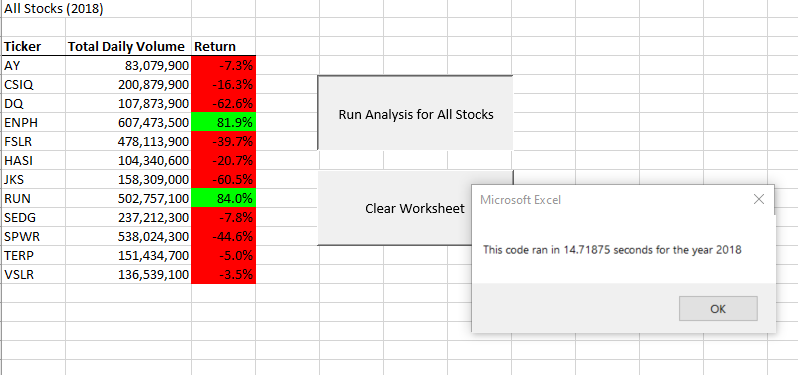 All Stocks (2018)
Ticker Total Daily Volume Return
AY 83,079,900 -7.3%
CSIQ 200,879,900 -16.3%
DQ 107,873,900 -62.6%
ENPH 607,473,500 81.9%
FSLR 478,113,900 -39.7%
HASI 104,340,600 -20.7%
JKS 158,309,000 -60.5%
RUN 502,757,100 84.0%
SEDG 237,212,300 -7.8%
SPWR 538,024,300 -44.6%
TERP 151,434,700 -5.0%
VSLR 136,539,100 -3.5%
Run Analysis for All Stocks
Clear Worksheet
Microsoft Excel
This code ran in 14.71875 seconds for the year 2018
OK